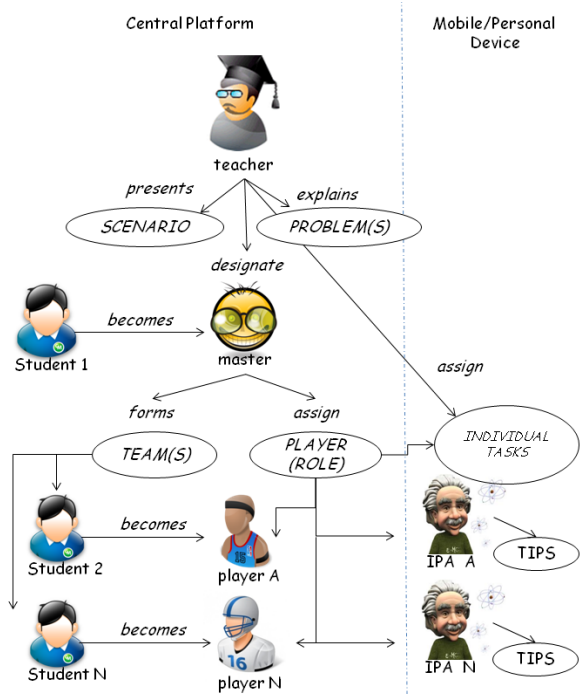 Central Platform
Mobile/Personal
Device
teacher
presents
explains
SCENARIO
PROBLEM(S)
designate
becomes
Student 1
master
assign
forms
assign
TEAM(S)
PLAYER
(ROLE)
INDIVIDUAL
TASKS
becomes
Student 2
player A
IPA A
TIPS
becomes
16
Student N
player N
IPA N
TIPS